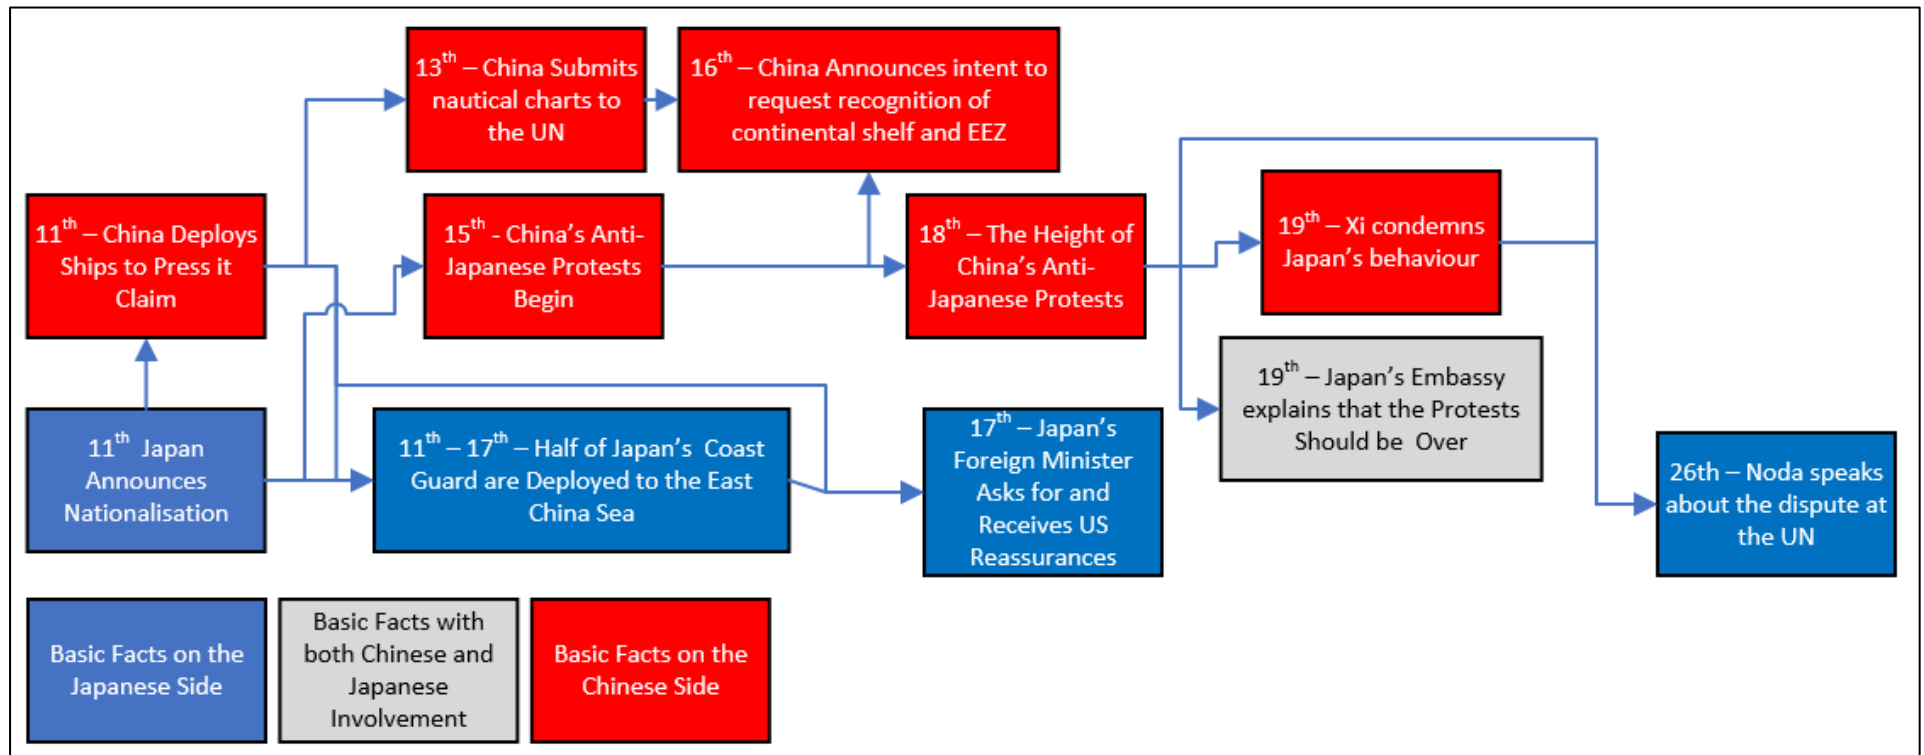 13th – China Submits
nautical charts to
the UN
16th – China Announces intent to
request recognition of
continental shelf and EEZ
11th – China Deploys
Ships to Press it
Claim
15th - China’s Anti-
Japanese Protests
Begin
18th – The Height of
China’s Anti-
Japanese Protests
19th – Xi condemns
Japan’s behaviour
19th – Japan’s Embassy
explains that the Protests
Should be Over
11th Japan
Announces
Nationalisation
11th – 17th – Half of Japan’s Coast
Guard are Deployed to the East
China Sea
17th – Japan’s
Foreign Minister
Asks for and
Receives US
Reassurances
26th – Noda speaks
about the dispute at
the UN
Basic Facts on the
Japanese Side
Basic Facts with
both Chinese and
Japanese
Involvement
Basic Facts on the
Chinese Side